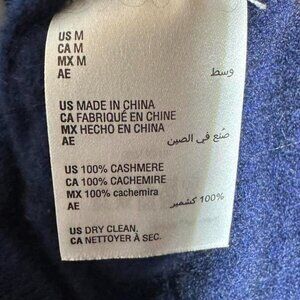 US M
CA M
MX M
AE وسط
US MADE IN CHINA
CA FABRIQUÉ EN CHINE
MX HECHO EN CHINA
AE صنع في الصين
US 100% CASHMERE
CA 100% CACHEMIRE
MX 100% cachemira
AE 100% كشمير
US DRY CLEAN.
CA NETTOYER À SEC.